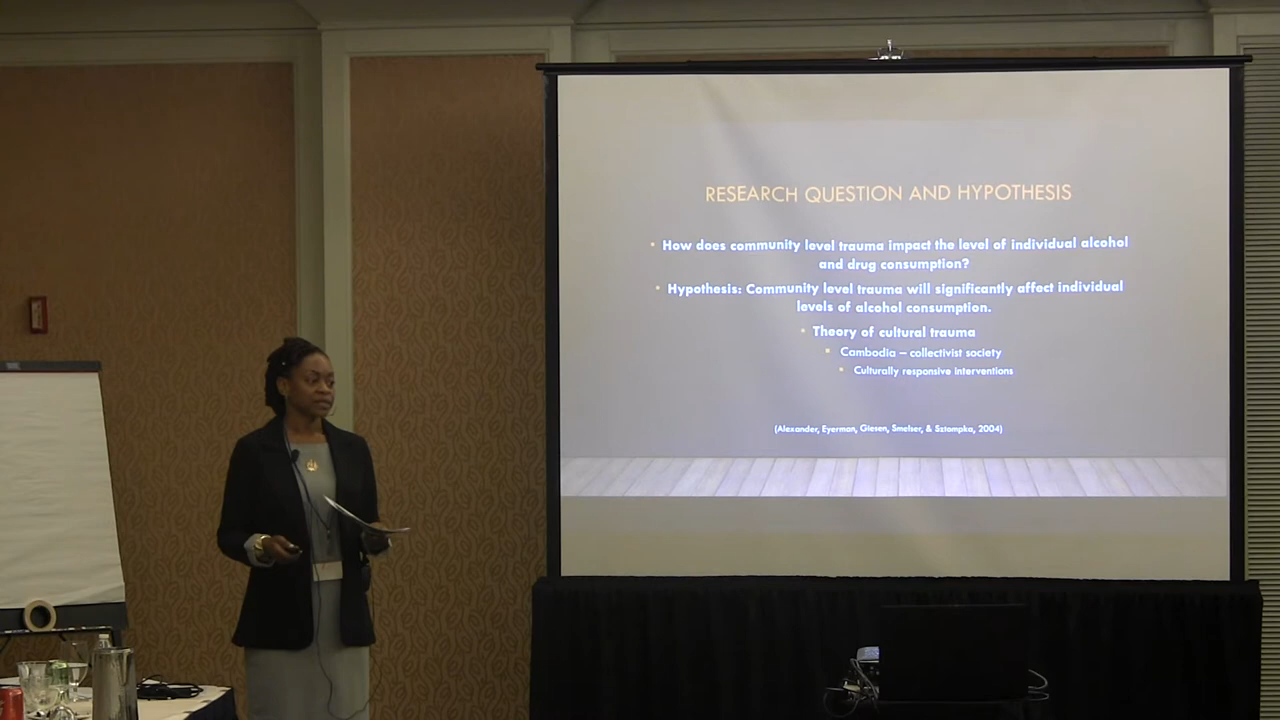 RESEARCH QUESTION AND HYPOTHESIS
• How does community level trauma impact the level of individual alcohol
and drug consumption?
• Hypothesis: Community level trauma will significantly affect individual
levels of alcohol consumption.
• Theory of cultural trauma
• Cambodia – collectivist society
• Culturally responsive interventions
(Alexander, Eyerman, Giesen, Smelser, & Sztompka, 2004)